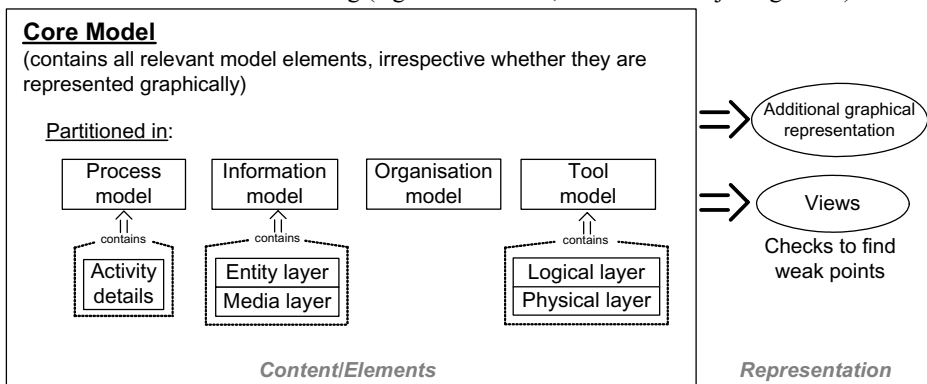 Core Model
(contains all relevant model elements, irrespective whether they are
represented graphically)
Partitioned in:
Process
model
Information
model
Organisation
model
Tool
model
contains
contains
contains
Activity
details
Entity layer
Media layer
Logical layer
Physical layer
Content/Elements
Additional graphical
representation
Views
Checks to find
weak points
Representation